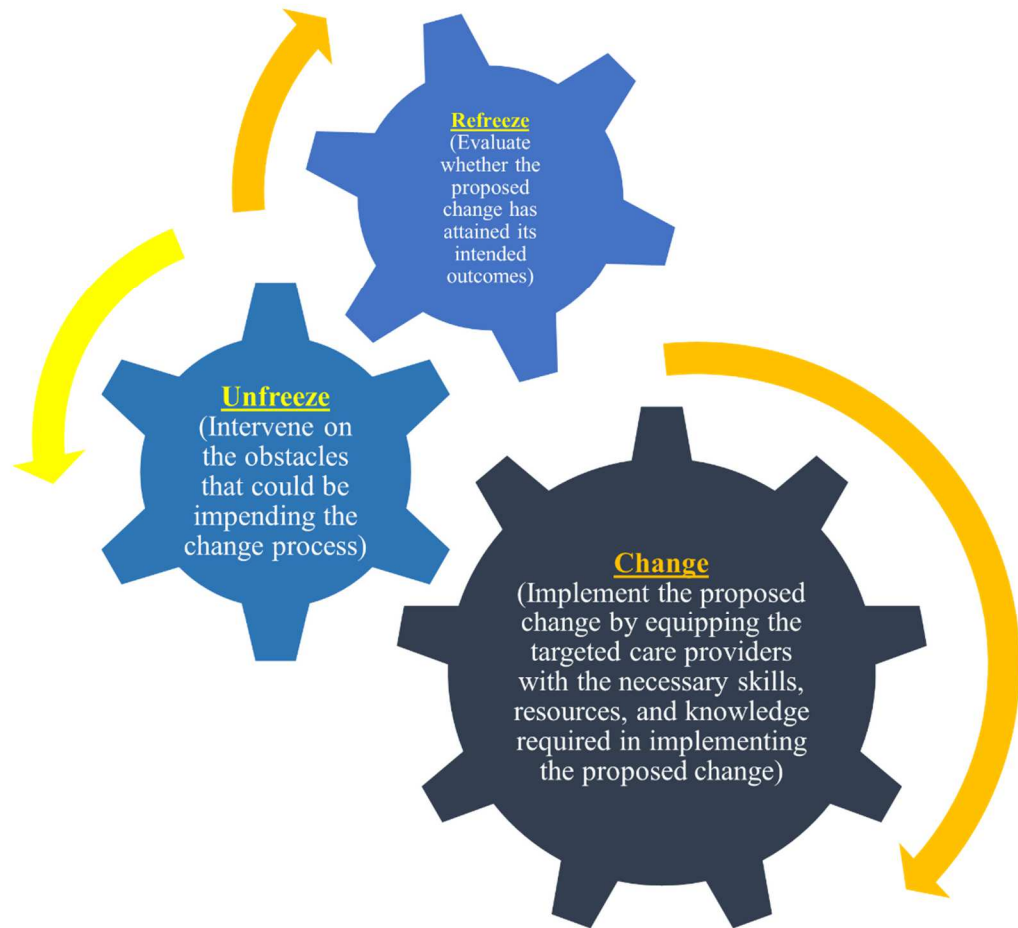 Refreeze
(Evaluate
whether the
proposed
change has
attained its
intended
outcomes)
Unfreeze
(Intervene on
the obstacles
that could be
impending the
change process)
Change
(Implement the proposed
change by equipping the
targeted care providers
with the necessary skills,
resources, and knowledge
required in implementing
the proposed change)